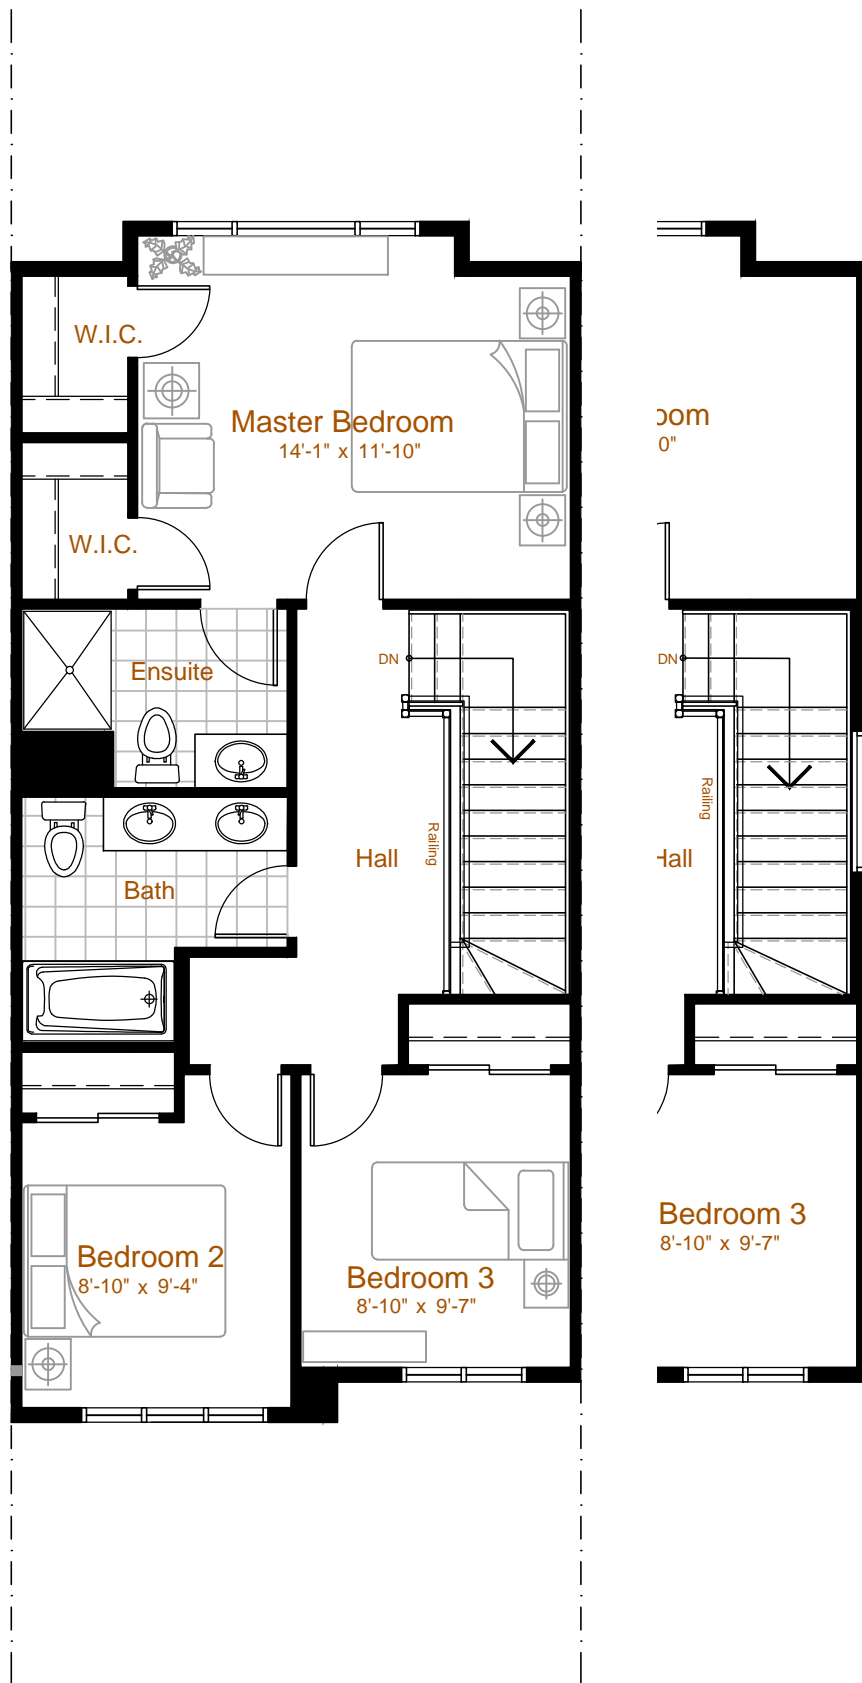 W.I.C.
Master Bedroom
14'-1" x 11'-10"
W.I.C.
Ensuite
DN
Railing
Hall
Bath
Bedroom 2
8'-10" x 9'-4"
Bedroom 3
8'-10" x 9'-7"
oom
0"
DN
Railing
Hall
Bedroom 3
8'-10" x 9'-7"